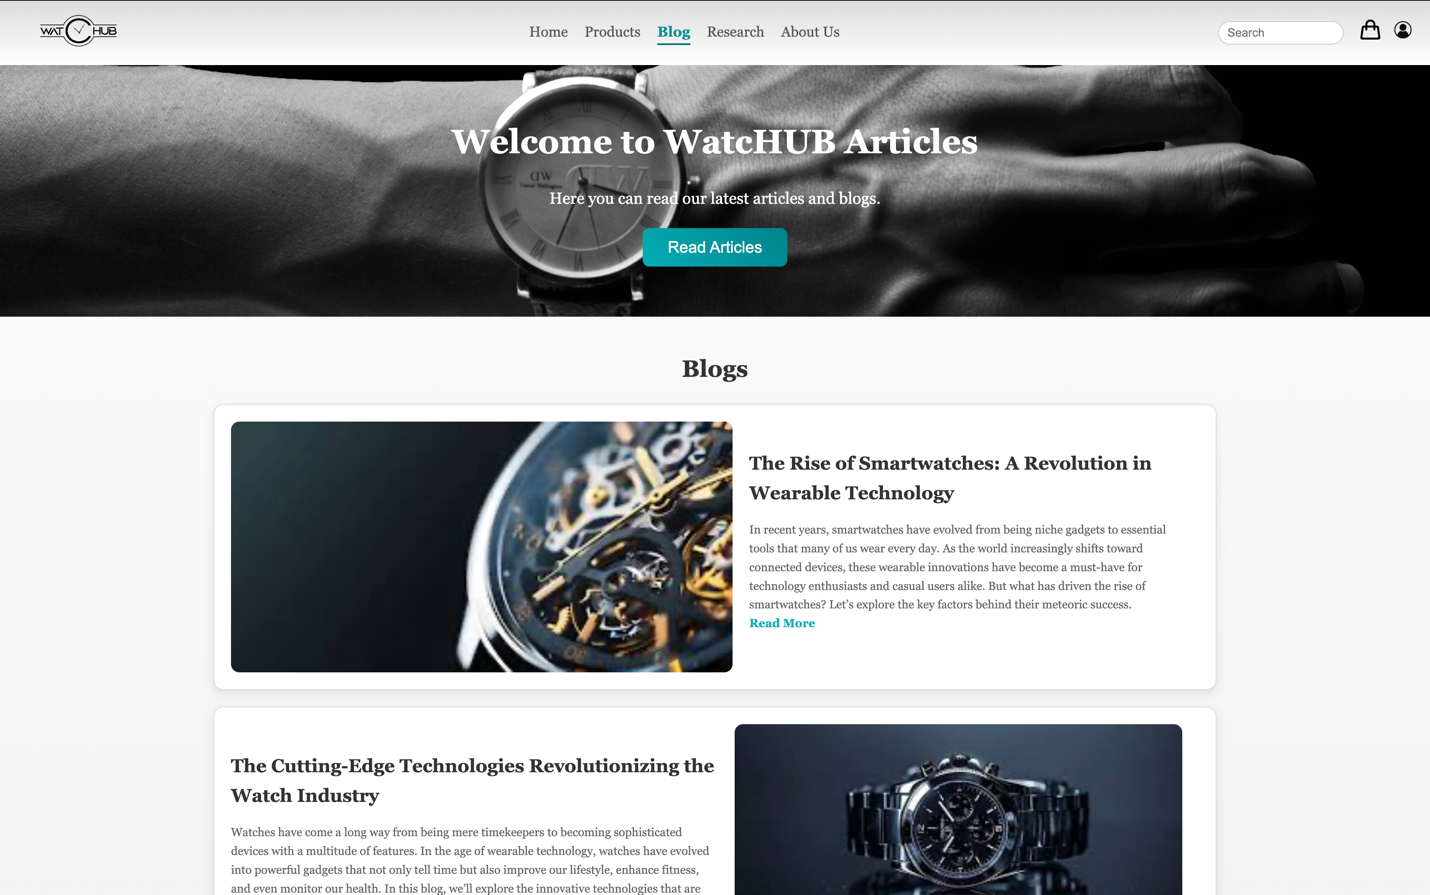 WAT HUB
Home Products Blog Research About Us
Search
Welcome to WatcHUB Articles
DW
Here you can read our latest articles and blogs.
Read Articles
Blogs
The Rise of Smartwatches: A Revolution in
Wearable Technology
In recent years, smartwatches have evolved from being niche gadgets to essential
tools that many of us wear every day. As the world increasingly shifts toward
connected devices, these wearable innovations have become a must-have for
technology enthusiasts and casual users alike. But what has driven the rise of
smartwatches? Let’s explore the key factors behind their meteoric success.
Read More
The Cutting-Edge Technologies Revolutionizing the
Watch Industry
Watches have come a long way from being mere timekeepers to becoming sophisticated
devices with a multitude of features. In the age of wearable technology, watches have evolved
into powerful gadgets that not only tell time but also improve our lifestyle, enhance fitness,
and even monitor our health. In this blog, we’ll explore the innovative technologies that are